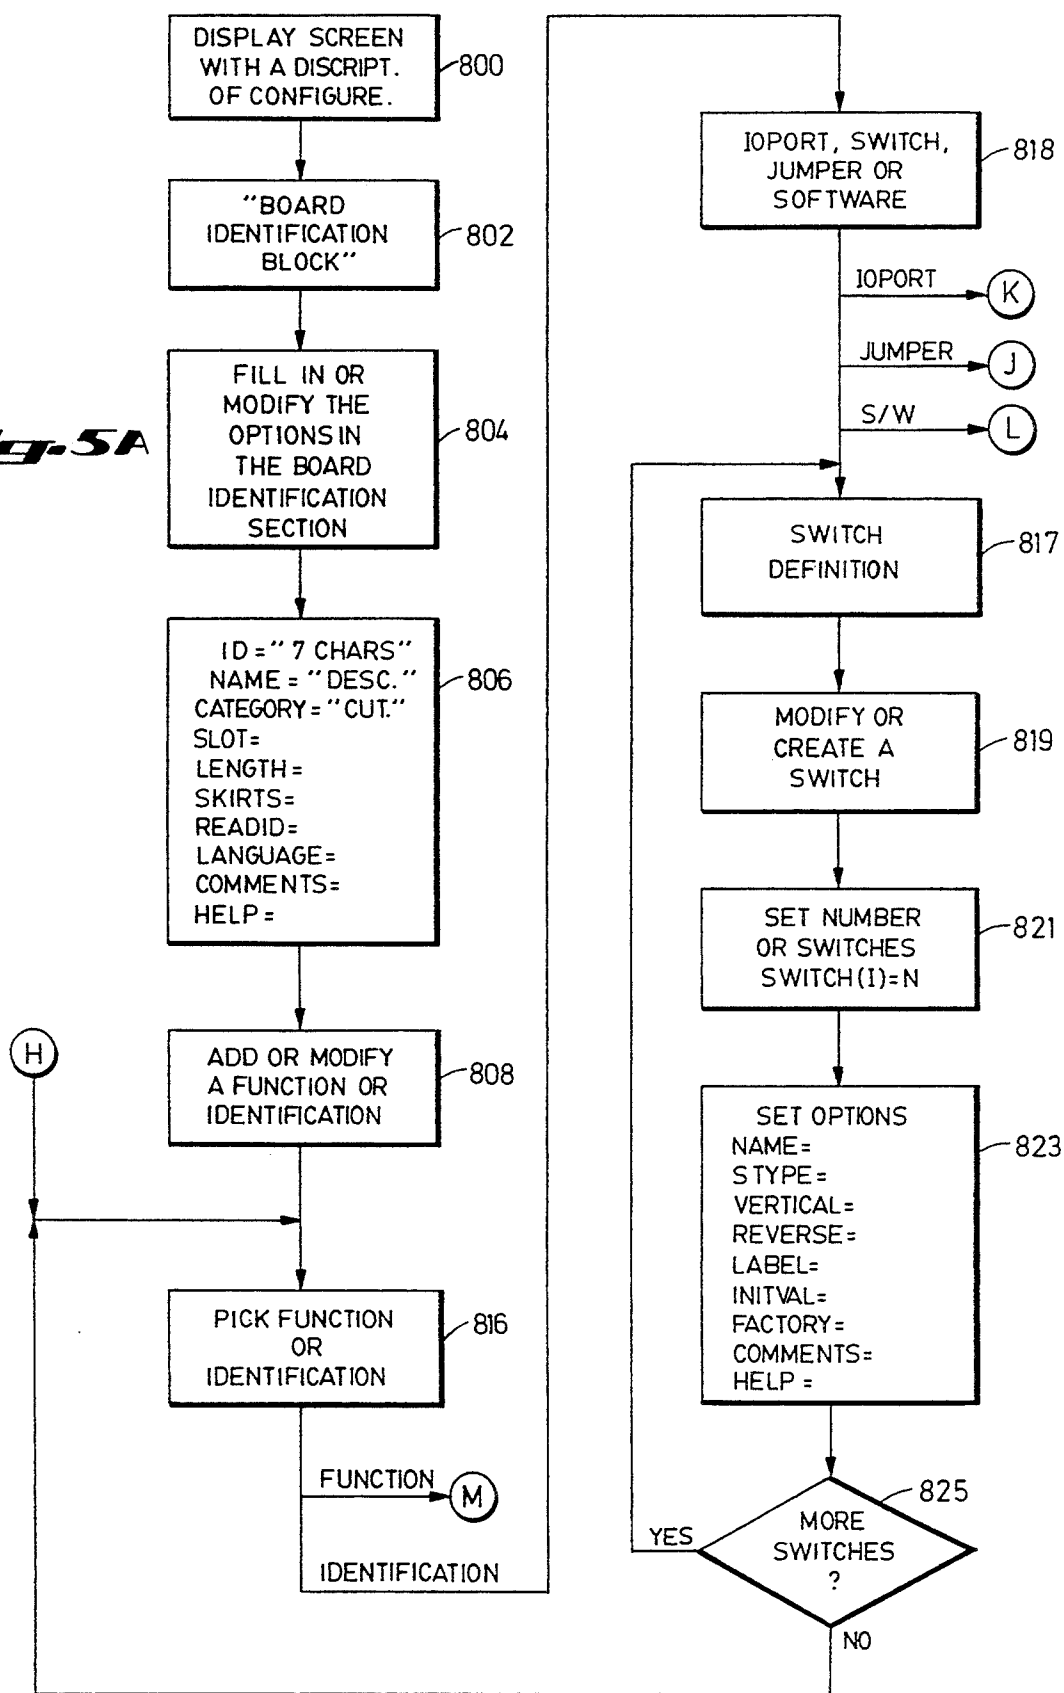 DISPLAY SCREEN
WITH A DISCRIPT.
OF CONFIGURE.
800
"BOARD
IDENTIFICATION
BLOCK"
802
FILL IN OR
MODIFY THE
OPTIONS IN
THE BOARD
IDENTIFICATION
SECTION
804
5A
ID = " 7 CHARS"
NAME = "DESC."
CATEGORY = "CUT."
SLOT=
LENGTH=
SKIRTS=
READID=
LANGUAGE=
COMMENTS=
HELP =
806
H
ADD OR MODIFY
A FUNCTION OR
IDENTIFICATION
808
PICK FUNCTION
OR
IDENTIFICATION
816
FUNCTION
M
IDENTIFICATION
IOPORT, SWITCH,
JUMPER OR
SOFTWARE
818
IOPORT
K
JUMPER
J
S/W
L
SWITCH
DEFINITION
817
MODIFY OR
CREATE A
SWITCH
819
SET NUMBER
OR SWITCHES
SWITCH(I)=N
821
SET OPTIONS
NAME=
STYPE=
VERTICAL=
REVERSE=
LABEL=
INITVAL=
FACTORY=
COMMENTS=
HELP =
823
MORE
SWITCHES
?
825
YES
NO